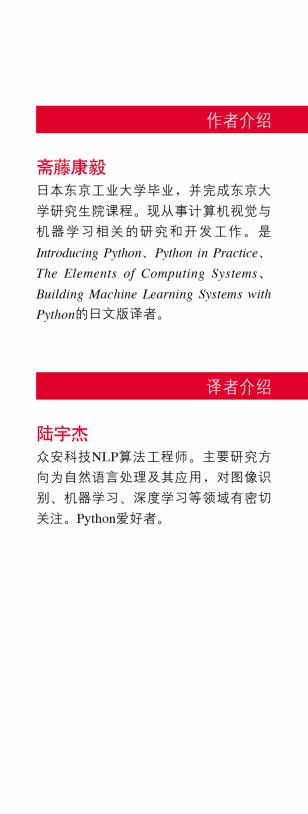 作者介绍
斋藤康毅
日本东京工业大学毕业，并完成东京大
学研究生院课程。现从事计算机视觉与
机器学习相关的研究和开发工作。是
Introducing Python、Python in Practice、
The Elements of Computing Systems、
Building Machine Learning Systems with
Python的日文版译者。
译者介绍
陆宇杰
众安科技NLP算法工程师。主要研究方
向为自然语言处理及其应用，对图像识
别、机器学习、深度学习等领域有密切
关注。Python爱好者。